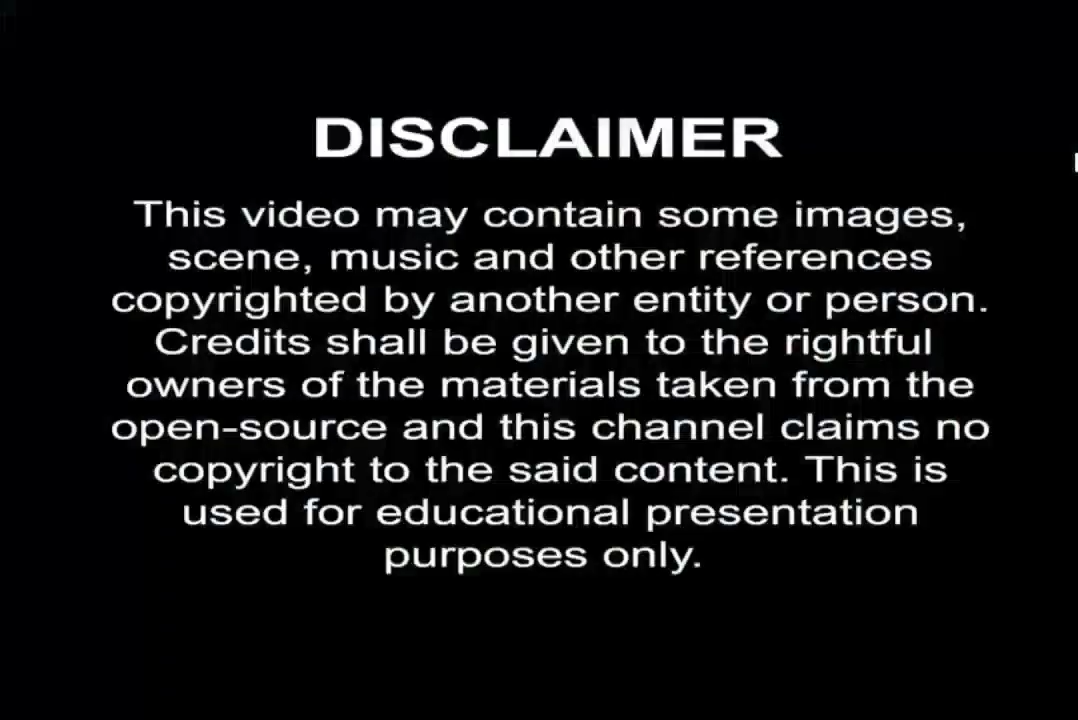 DISCLAIMER
This video may contain some images,
scene, music and other references
copyrighted by another entity or person.
Credits shall be given to the rightful
owners of the materials taken from the
open-source and this channel claims no
copyright to the said content. This is
used for educational presentation
purposes only.